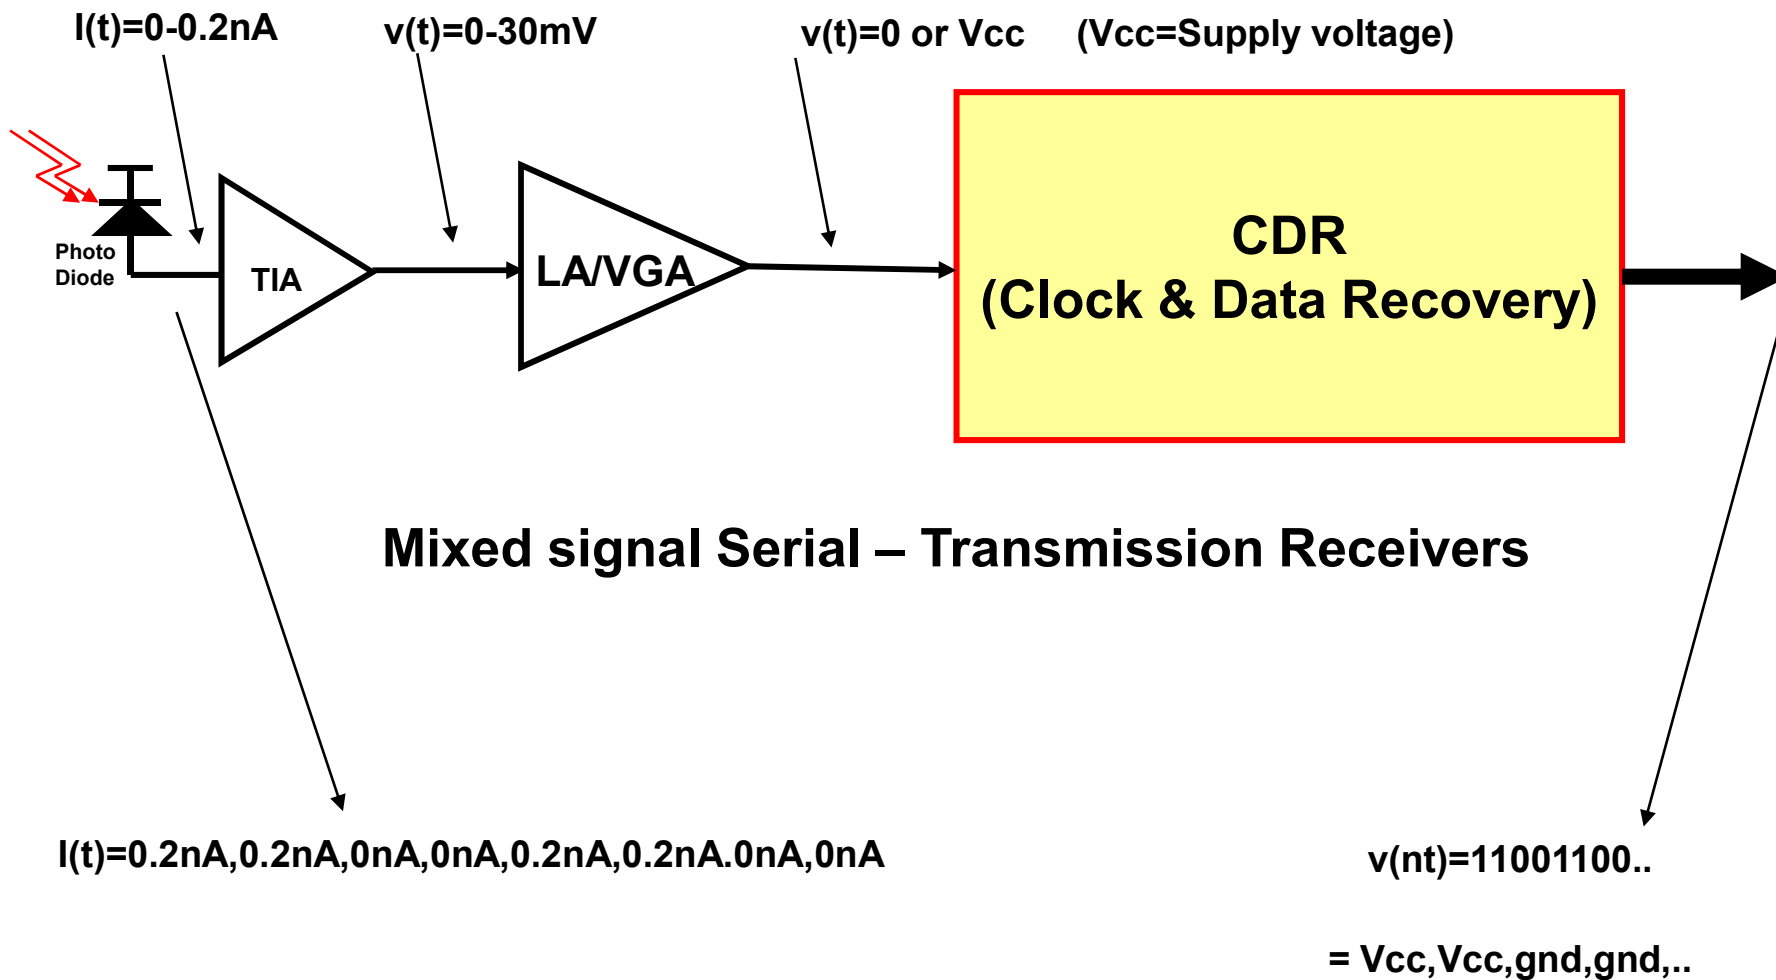 I(t)=0-0.2nA
v(t)=0-30mV
v(t)=0 or Vcc (Vcc=Supply voltage)
Photo
Diode
TIA
LA/VGA
CDR
(Clock & Data Recovery)
Mixed signal Serial – Transmission Receivers
I(t)=0.2nA,0.2nA,0nA,0nA,0.2nA,0.2nA.0nA,0nA
v(nt)=11001100..
= Vcc,Vcc,gnd,gnd,..